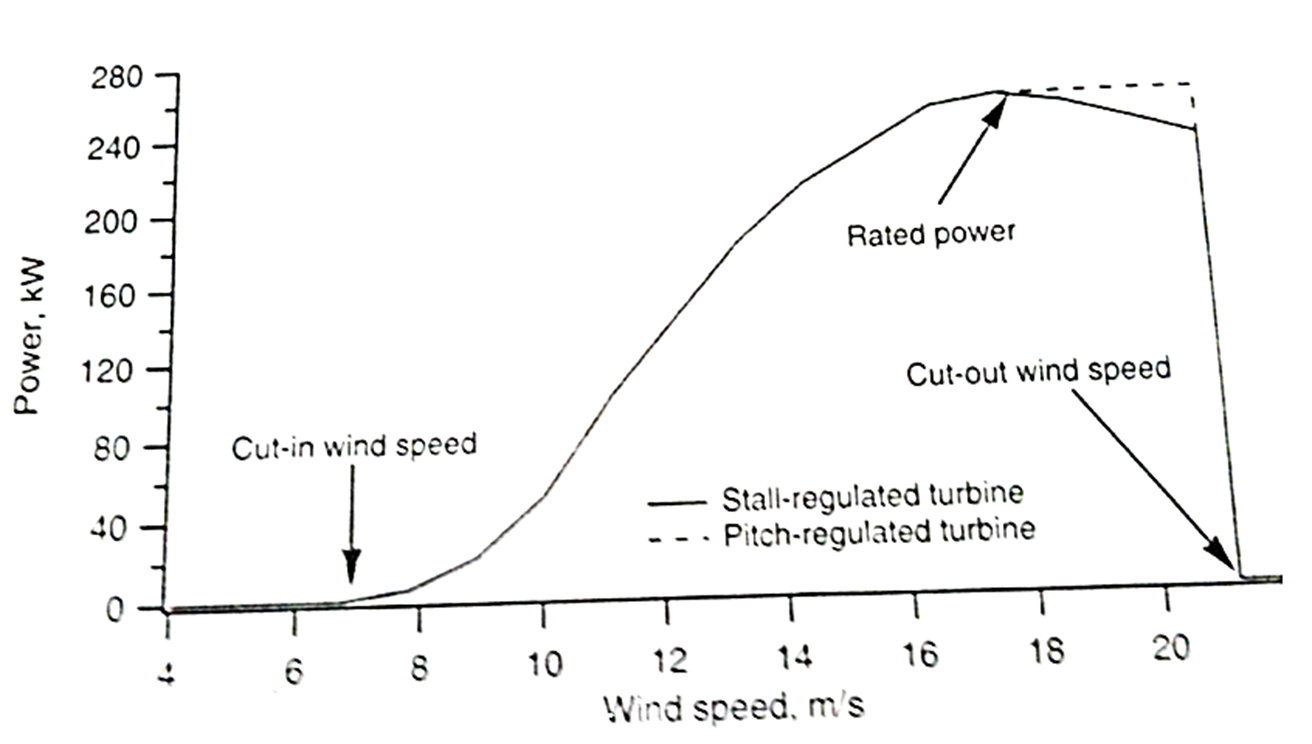 280
240
200
160
120
80
40
0
Power, kW
Rated power
Cut-out wind speed
Cut-in wind speed
Stall-regulated turbine
Pitch-regulated turbine
4 6 8 10 12 14 16 18 20
Wind speed, m/s